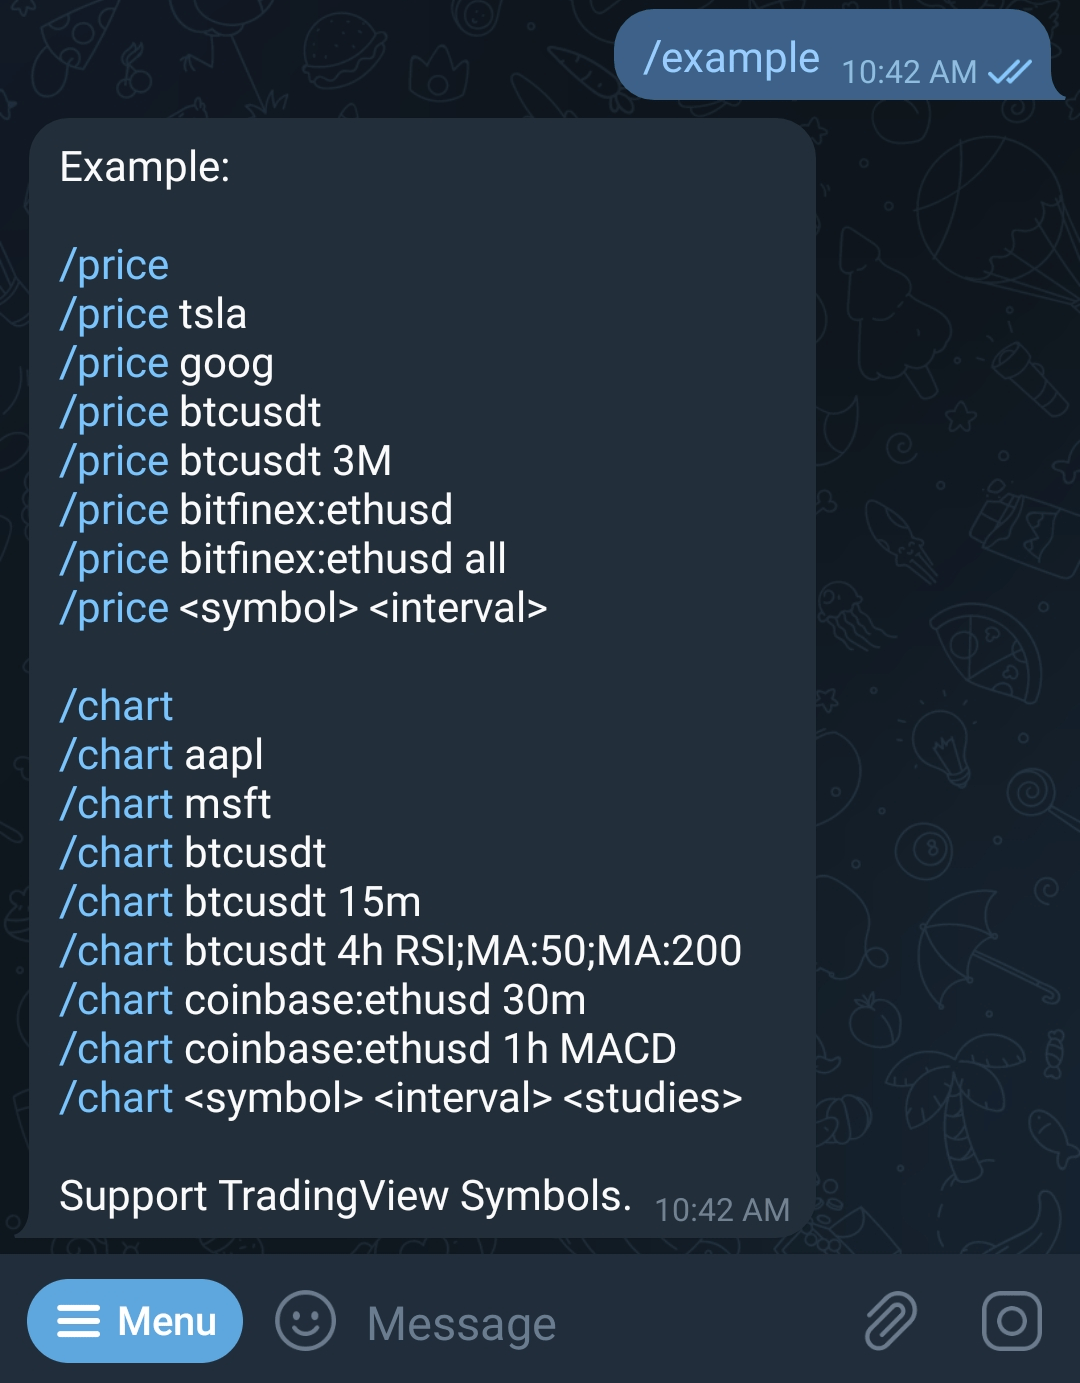 /example 10:42 AM
Example:
/price
/price tsla
/price goog
/price btcusdt
/price btcusdt 3M
/price bitfinex:ethusd
/price bitfinex:ethusd all
/price <symbol> <interval>
/chart
/chart aapl
/chart msft
/chart btcusdt
/chart btcusdt 15m
/chart btcusdt 4h RSI;MA:50;MA:200
/chart coinbase:ethusd 30m
/chart coinbase:ethusd 1h MACD
/chart <symbol> <interval> <studies>
Support TradingView Symbols. 10:42 AM
Menu Message